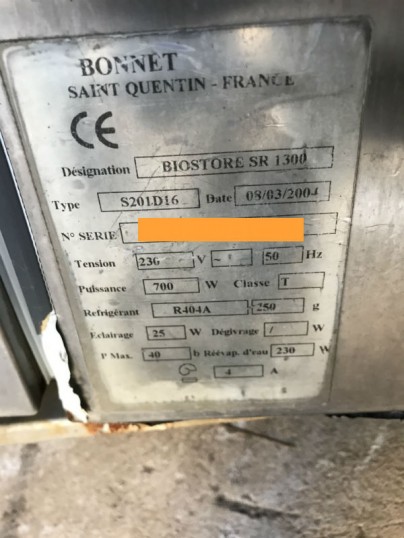 BONNET
SAINT QUENTIN - FRANCE
CE
Désignation BIOSTORE SR 1300
Type S201D16 Date 08/03/2004
N° SERIE
Tension 230 V ~ 50 Hz
Puissance 700 W Classe T
Refrigérant R404A 250 g
Eclairage 25 W Dégivrage / W
P Max. 40 b Réévap. d'eau 230 W
4 A